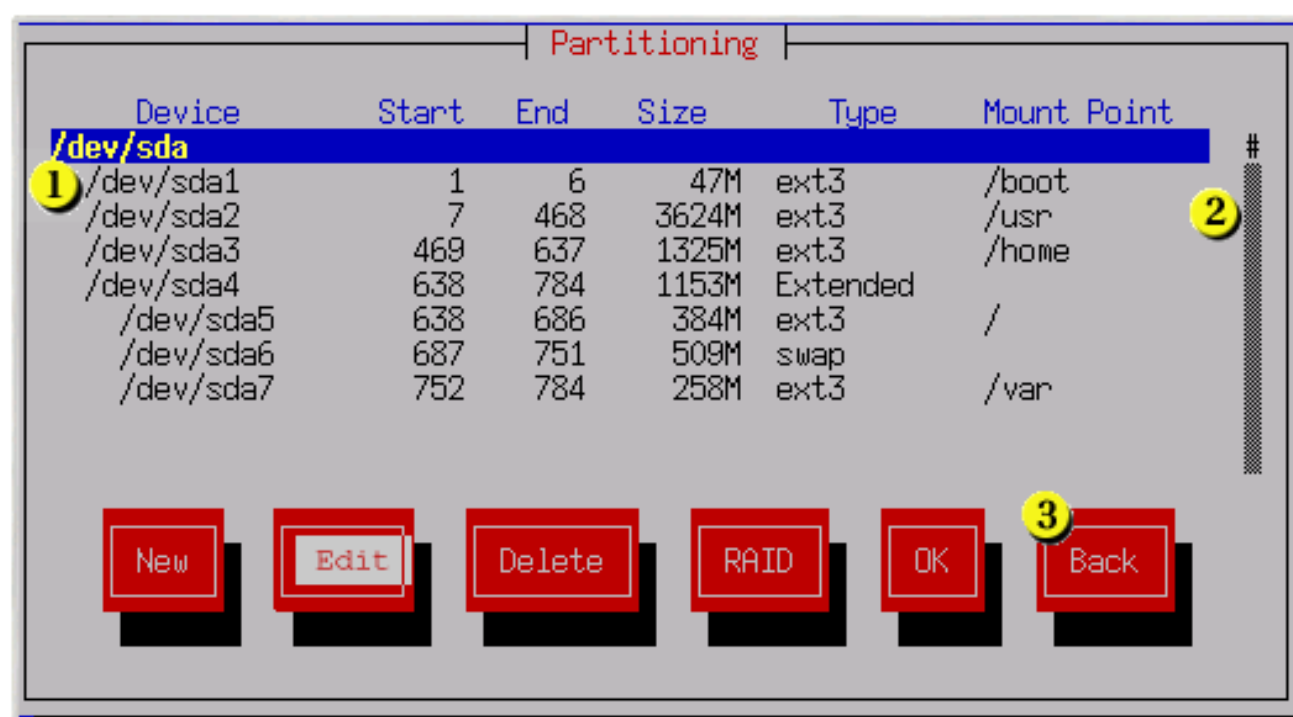 Partitioning
Device Start End Size Type Mount Point
/dev/sda #
1 /dev/sda1 1 6 47M ext3 /boot
/dev/sda2 7 468 3624M ext3 /usr 2
/dev/sda3 469 637 1325M ext3 /home
/dev/sda4 638 784 1153M Extended
/dev/sda5 638 686 384M ext3 /
/dev/sda6 687 751 509M swap
/dev/sda7 752 784 258M ext3 /var
3
New Edit Delete RAID OK Back